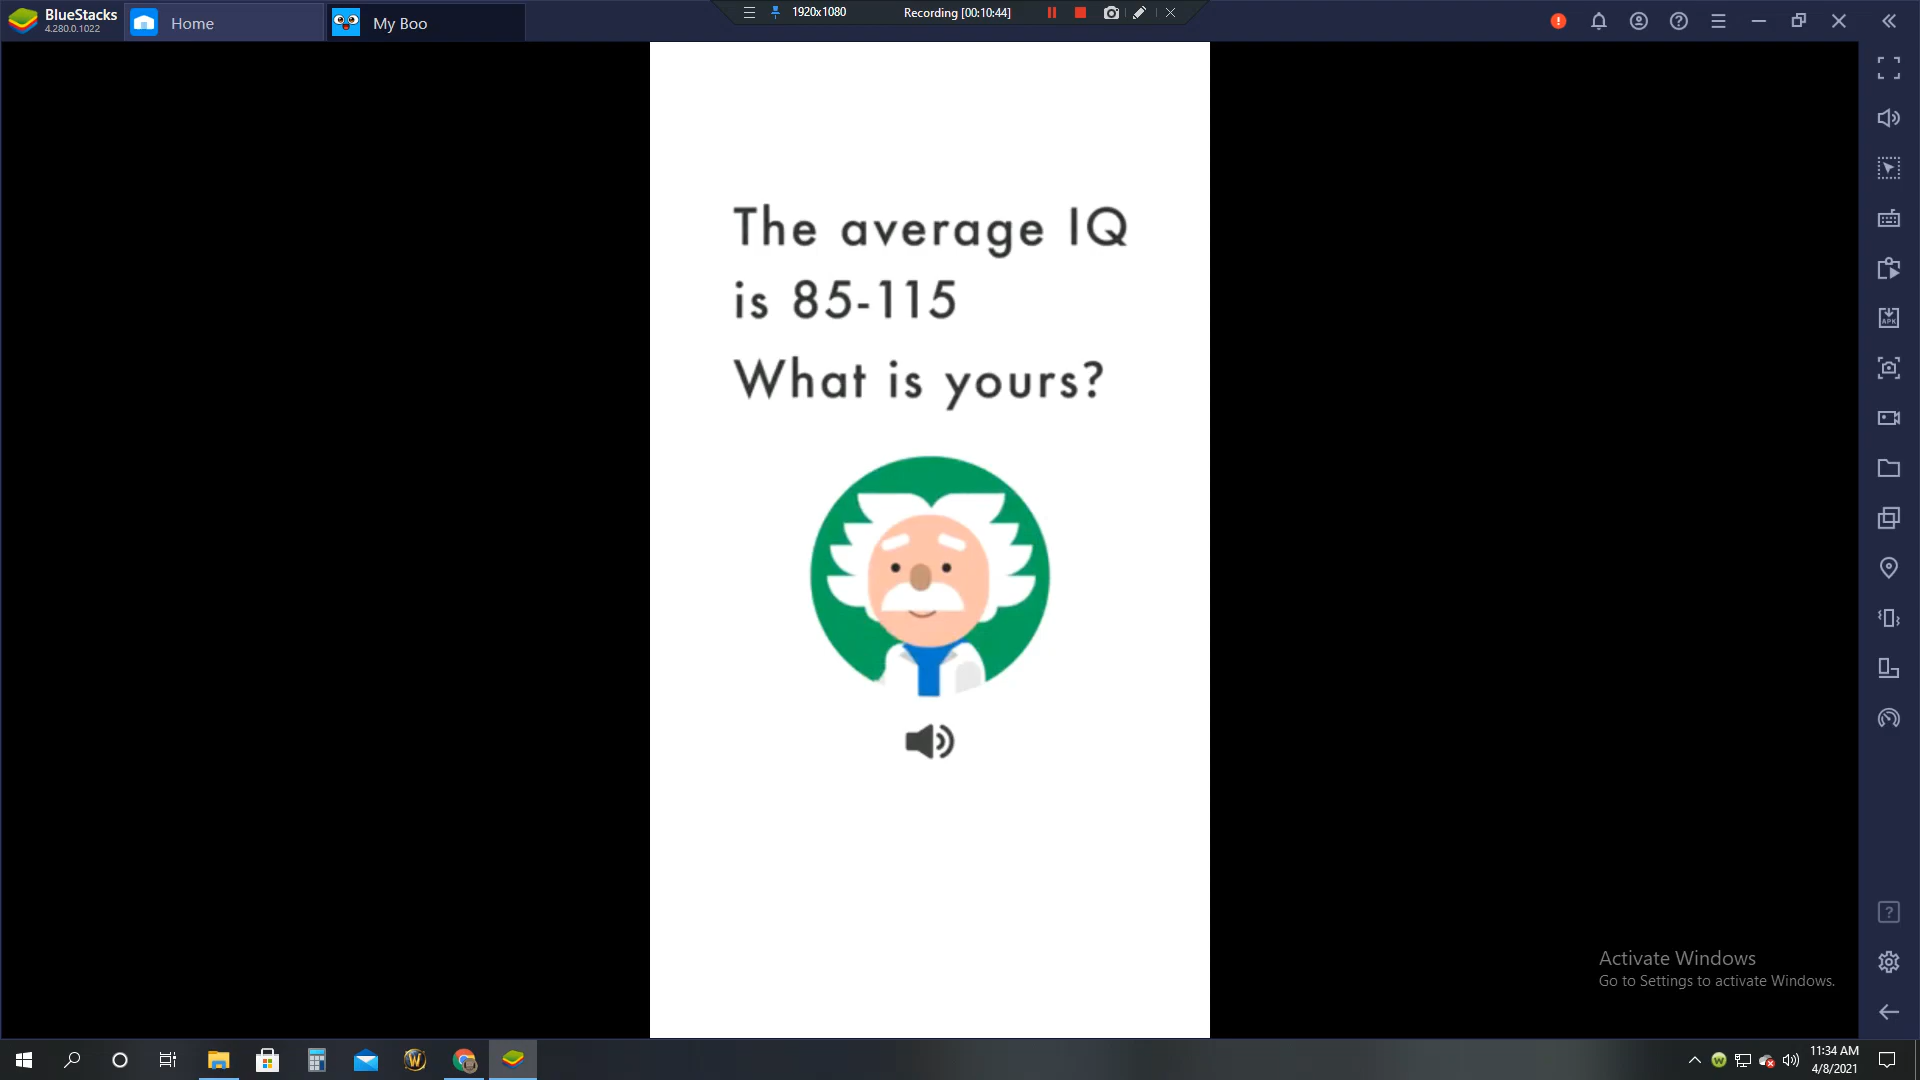 BlueStacks
4.280.0.1022
Home
My Boo
1920x1080
Recording [00:10:44]
The average IQ
is 85-115
What is yours?
APK
Activate Windows
Go to Settings to activate Windows.
11:34 AM
4/8/2021